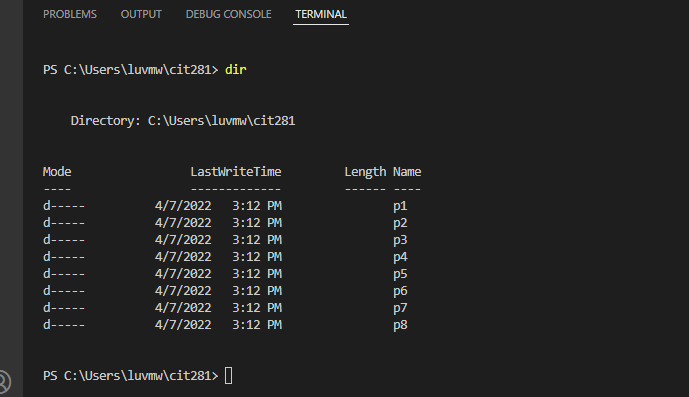 PROBLEMS OUTPUT DEBUG CONSOLE TERMINAL
PS C:\Users\luvmw\cit281> dir
Directory: C:\Users\luvmw\cit281
Mode LastWriteTime Length Name
---- ------------- ------ ----
d----- 4/7/2022 3:12 PM p1
d----- 4/7/2022 3:12 PM p2
d----- 4/7/2022 3:12 PM p3
d----- 4/7/2022 3:12 PM p4
d----- 4/7/2022 3:12 PM p5
d----- 4/7/2022 3:12 PM p6
d----- 4/7/2022 3:12 PM p7
d----- 4/7/2022 3:12 PM p8
PS C:\Users\luvmw\cit281>